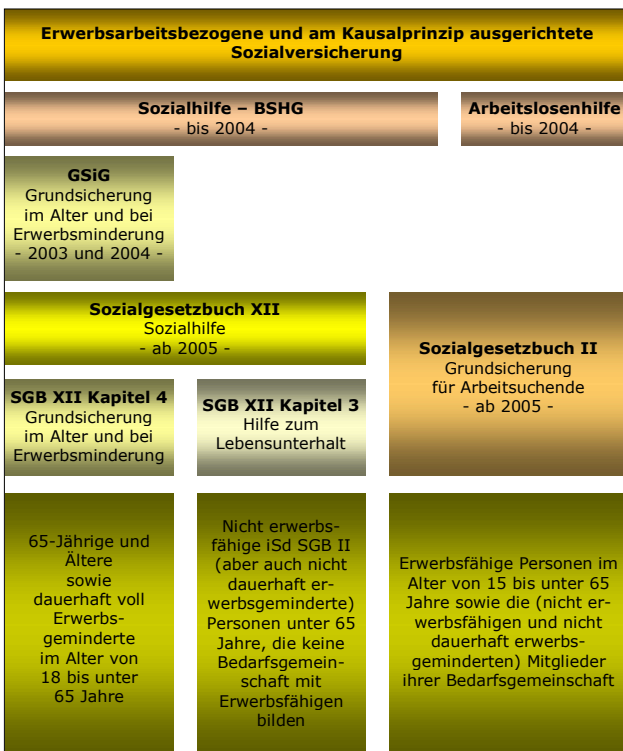 Erwerbsarbeitsbezogene und am Kausalprinzip ausgerichtete
Sozialversicherung
Sozialhilfe – BSHG
- bis 2004 -
Arbeitslosenhilfe
- bis 2004 -
GSiG
Grundsicherung
im Alter und bei
Erwerbsminderung
- 2003 und 2004 -
Sozialgesetzbuch XII
Sozialhilfe
- ab 2005 -
Sozialgesetzbuch II
Grundsicherung
für Arbeitsuchende
- ab 2005 -
SGB XII Kapitel 4
Grundsicherung
im Alter und bei
Erwerbsminderung
SGB XII Kapitel 3
Hilfe zum
Lebensunterhalt
65-Jährige und
Ältere
sowie
dauerhaft voll
Erwerbs-
geminderte
im Alter von
18 bis unter
65 Jahre
Nicht erwerbs-
fähige iSd SGB II
(aber auch nicht
dauerhaft er-
werbsgeminderte)
Personen unter 65
Jahre, die keine
Bedarfsgemein-
schaft mit
Erwerbsfähigen
bilden
Erwerbsfähige Personen im
Alter von 15 bis unter 65
Jahre sowie die (nicht er-
werbsfähigen und nicht
dauerhaft erwerbs-
geminderten) Mitglieder
ihrer Bedarfsgemeinschaft